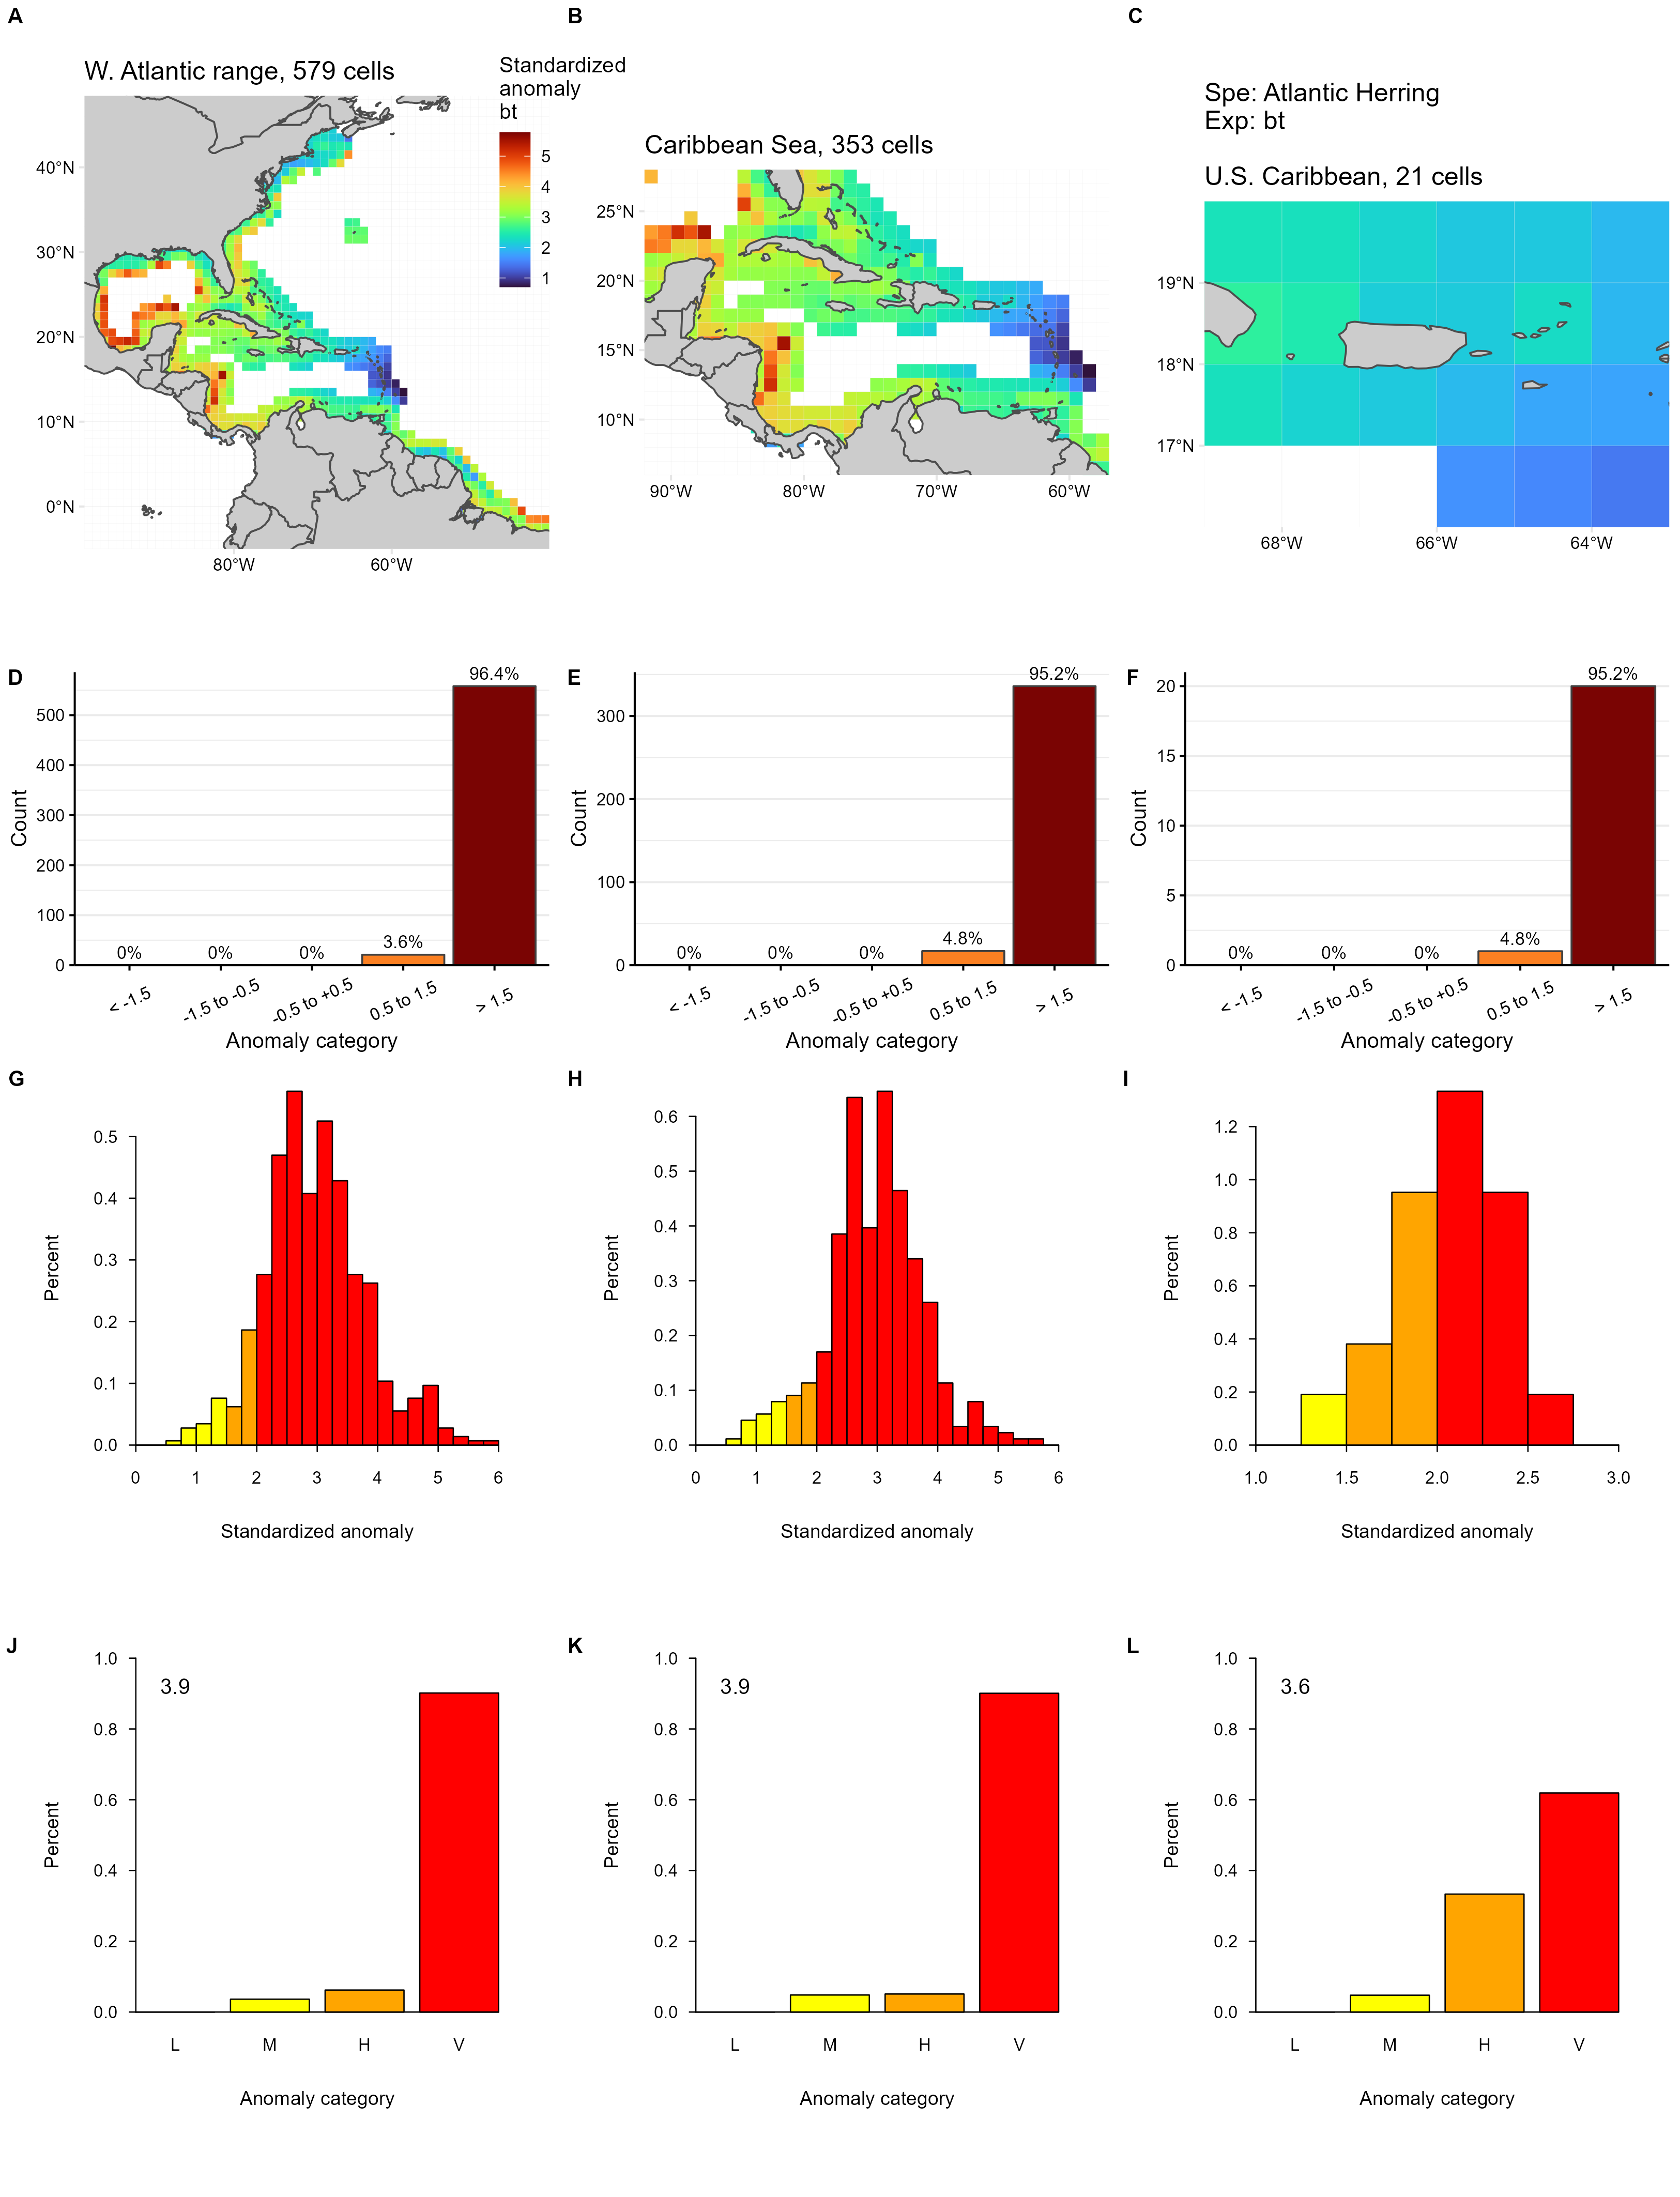 A
B
C
W. Atlantic range, 579 cells
Standardized
anomaly
bt
5
4
3
2
1
40°N
30°N
20°N
10°N
0°N
80°W
60°W
Caribbean Sea, 353 cells
25°N
20°N
15°N
10°N
90°W
80°W
70°W
60°W
Spe: Atlantic Herring
Exp: bt
U.S. Caribbean, 21 cells
19°N
18°N
17°N
68°W
66°W
64°W
D
Count
500
400
300
200
100
0
0%
0%
0%
3.6%
96.4%
< -1.5
-1.5 to -0.5
-0.5 to +0.5
0.5 to 1.5
> 1.5
Anomaly category
E
Count
300
200
100
0
0%
0%
0%
4.8%
95.2%
< -1.5
-1.5 to -0.5
-0.5 to +0.5
0.5 to 1.5
> 1.5
Anomaly category
F
Count
20
15
10
5
0
0%
0%
0%
4.8%
95.2%
< -1.5
-1.5 to -0.5
-0.5 to +0.5
0.5 to 1.5
> 1.5
Anomaly category
G
Percent
0.5
0.4
0.3
0.2
0.1
0.0
0
1
2
3
4
5
6
Standardized anomaly
H
Percent
0.6
0.5
0.4
0.3
0.2
0.1
0.0
0
1
2
3
4
5
6
Standardized anomaly
I
Percent
1.2
1.0
0.8
0.6
0.4
0.2
0.0
1.0
1.5
2.0
2.5
3.0
Standardized anomaly
J
Percent
1.0
0.8
0.6
0.4
0.2
0.0
3.9
L
M
H
V
Anomaly category
K
Percent
1.0
0.8
0.6
0.4
0.2
0.0
3.9
L
M
H
V
Anomaly category
L
Percent
1.0
0.8
0.6
0.4
0.2
0.0
3.6
L
M
H
V
Anomaly category